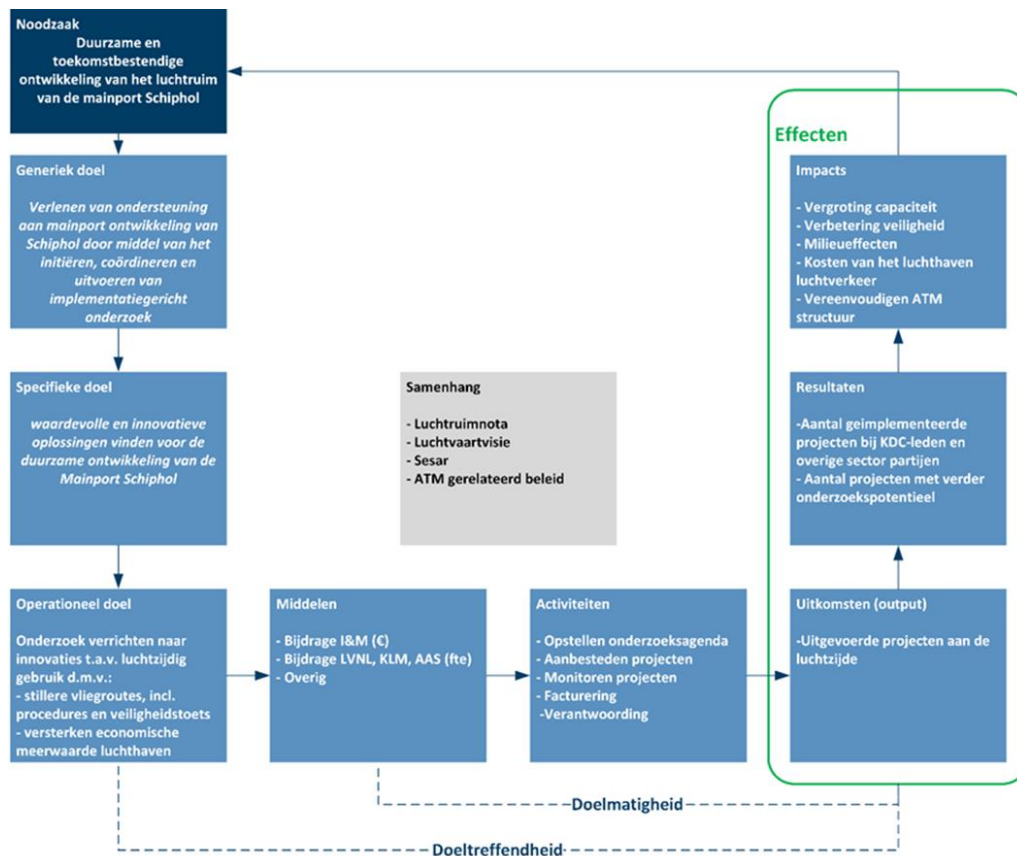 Noodzaak
Duurzame en
toekomstbestendige
ontwikkeling van het luchtruim
van de mainport Schiphol
Generiek doel
Verlenen van ondersteuning
aan mainport ontwikkeling van
Schiphol door middel van het
initiëren, coördineren en
uitvoeren van
implementatiegericht
onderzoek
Specifieke doel
waardevolle en innovatieve
oplossingen vinden voor de
duurzame ontwikkeling van de
Mainport Schiphol
Operationeel doel
Onderzoek verrichten naar
innovaties t.a.v. luchtzijdig
gebruik d.m.v.:
- stillere vliegroutes, incl.
procedures en veiligheidstoets
- versterken economische
meerwaarde luchthaven
Middelen
- Bijdrage I&M (€)
- Bijdrage LVNL, KLM, AAS (fte)
- Overig
Activiteiten
- Opstellen onderzoeksagenda
- Aanbesteden projecten
- Monitoren projecten
- Facturering
-Verantwoording
Samenhang
- Luchtruimnota
- Luchtvaartvisie
- Sesar
- ATM gerelateerd beleid
Effecten
Impacts
- Vergroting capaciteit
- Verbetering veiligheid
- Milieueffecten
- Kosten van het luchthaven
luchtverkeer
- Vereenvoudigen ATM
structuur
Resultaten
-Aantal geimplementeerde
projecten bij KDC-leden en
overige sector partijen
- Aantal projecten met verder
onderzoekspotentieel
Uitkomsten (output)
-Uitgevoerde projecten aan de
luchtzijde
Doelmatigheid
Doeltreffendheid